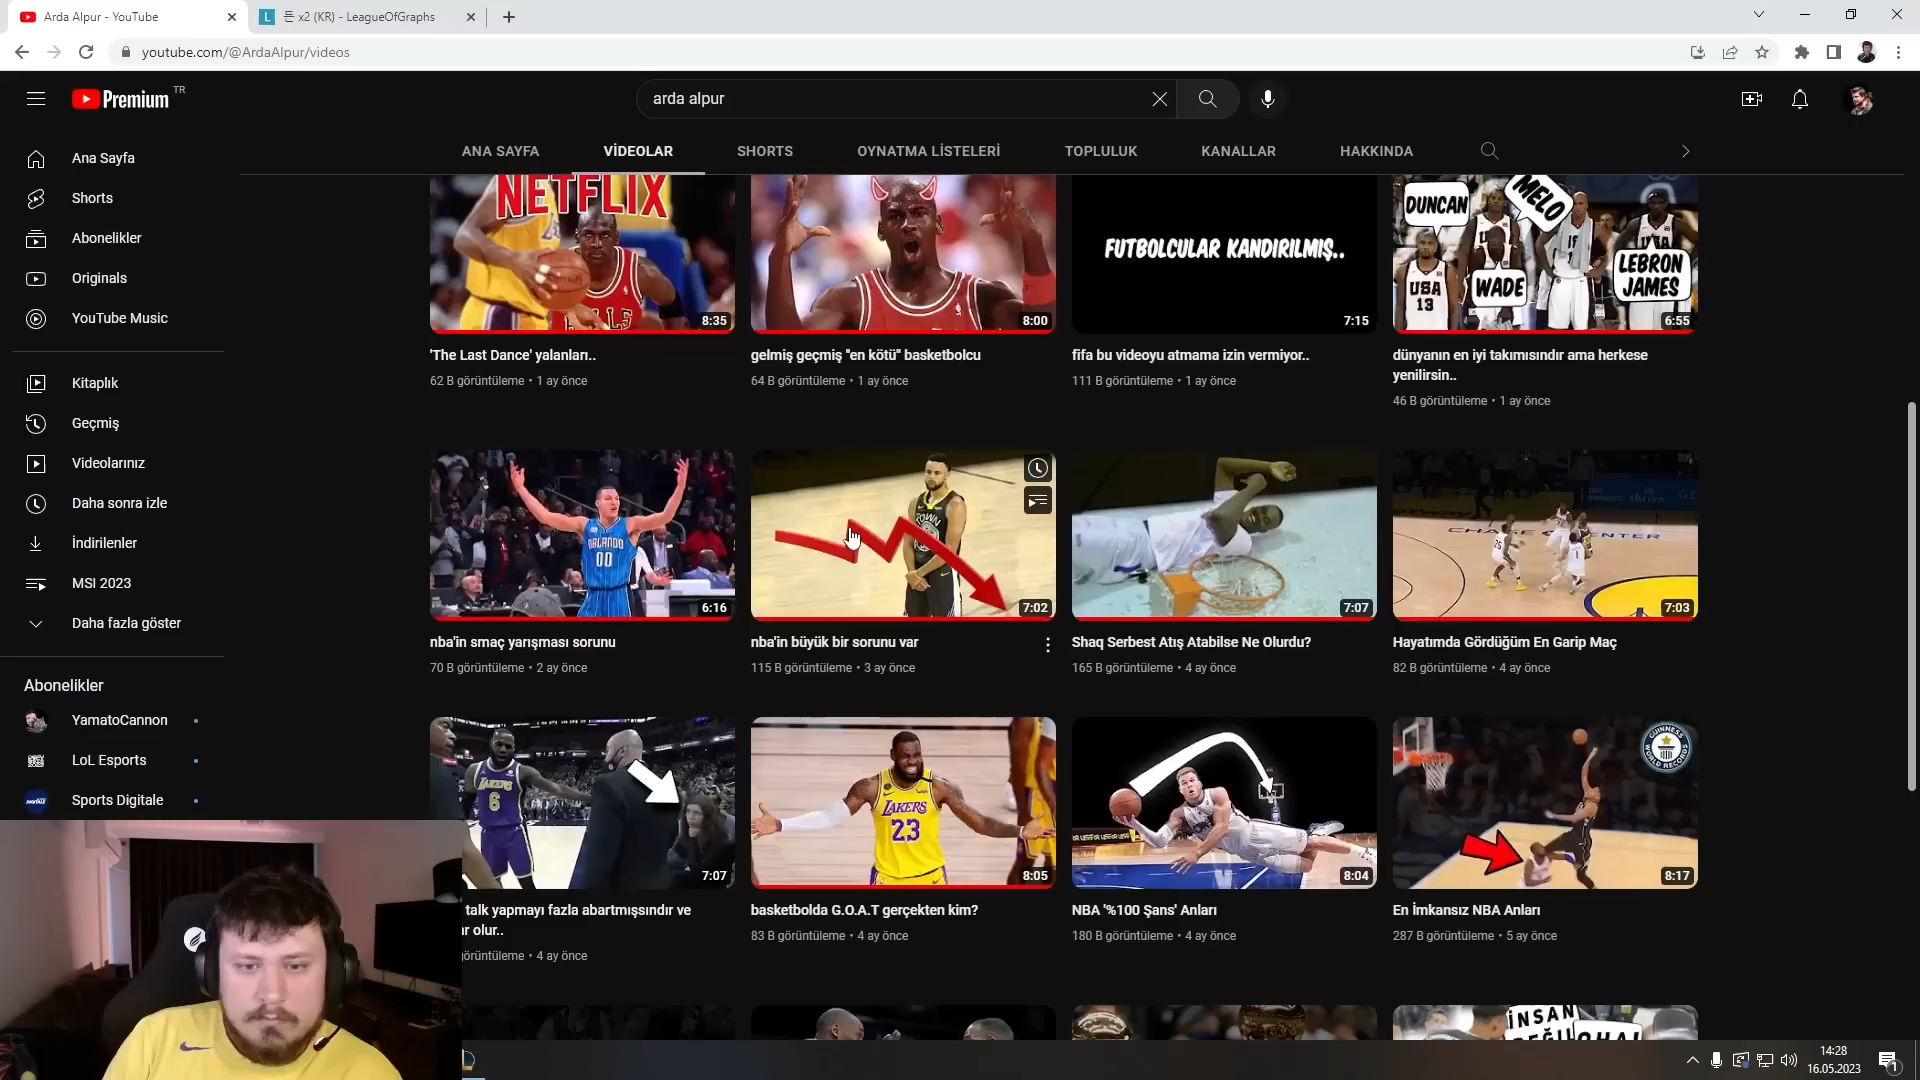 Arda Alpur - YouTube
든 x2 (KR) - LeagueOfGraphs
youtube.com/@ArdaAlpur/videos
Premium TR
arda alpur
ANA SAYFA
VİDEOLAR
SHORTS
OYNATMA LİSTELERİ
TOPLULUK
KANALLAR
HAKKINDA
Ana Sayfa
Shorts
Abonelikler
Originals
YouTube Music
Kitaplık
Geçmiş
Videolarınız
Daha sonra izle
İndirilenler
MSI 2023
Daha fazla göster
Abonelikler
YamatoCannon
LoL Esports
Sports Digitale
NETFLIX
8:35
'The Last Dance' yalanları..
62 B görüntüleme • 1 ay önce
8:00
gelmiş geçmiş "en kötü" basketbolcu
64 B görüntüleme • 1 ay önce
FUTBOLCULAR KANDIRILMIŞ..
7:15
fifa bu videoyu atmama izin vermiyor..
111 B görüntüleme • 1 ay önce
DUNCAN
MELO
WADE
LEBRON
JAMES
USA
13
6:55
dünyanın en iyi takımısındır ama herkese
yenilirsin..
46 B görüntüleme • 1 ay önce
ORLANDO
00
6:16
nba'in smaç yarışması sorunu
70 B görüntüleme • 2 ay önce
7:02
nba'in büyük bir sorunu var
115 B görüntüleme • 3 ay önce
7:07
Shaq Serbest Atış Atabilse Ne Olurdu?
165 B görüntüleme • 4 ay önce
CHASE CENTER
7:03
Hayatımda Gördüğüm En Garip Maç
82 B görüntüleme • 4 ay önce
6
7:07
talk yapmayı fazla abartmışsındır ve
olur..
görüntüleme • 4 ay önce
LAKERS
23
8:05
basketbolda G.O.A.T gerçekten kim?
83 B görüntüleme • 4 ay önce
8:04
NBA '%100 Şans' Anları
180 B görüntüleme • 4 ay önce
GUINNESS
WORLD RECORDS
8:17
En İmkansız NBA Anları
287 B görüntüleme • 5 ay önce
İNSAN
14:28
16.05.2023
1